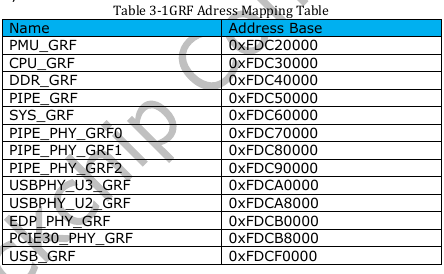 Table 3-1GRF Adress Mapping Table
Name Address Base
PMU_GRF 0xFDC20000
CPU_GRF 0xFDC30000
DDR_GRF 0xFDC40000
PIPE_GRF 0xFDC50000
SYS_GRF 0xFDC60000
PIPE_PHY_GRF0 0xFDC70000
PIPE_PHY_GRF1 0xFDC80000
PIPE_PHY_GRF2 0xFDC90000
USBPHY_U3_GRF 0xFDCA0000
USBPHY_U2_GRF 0xFDCA8000
EDP_PHY_GRF 0xFDCB0000
PCIE30_PHY_GRF 0xFDCB8000
USB_GRF 0xFDCF0000